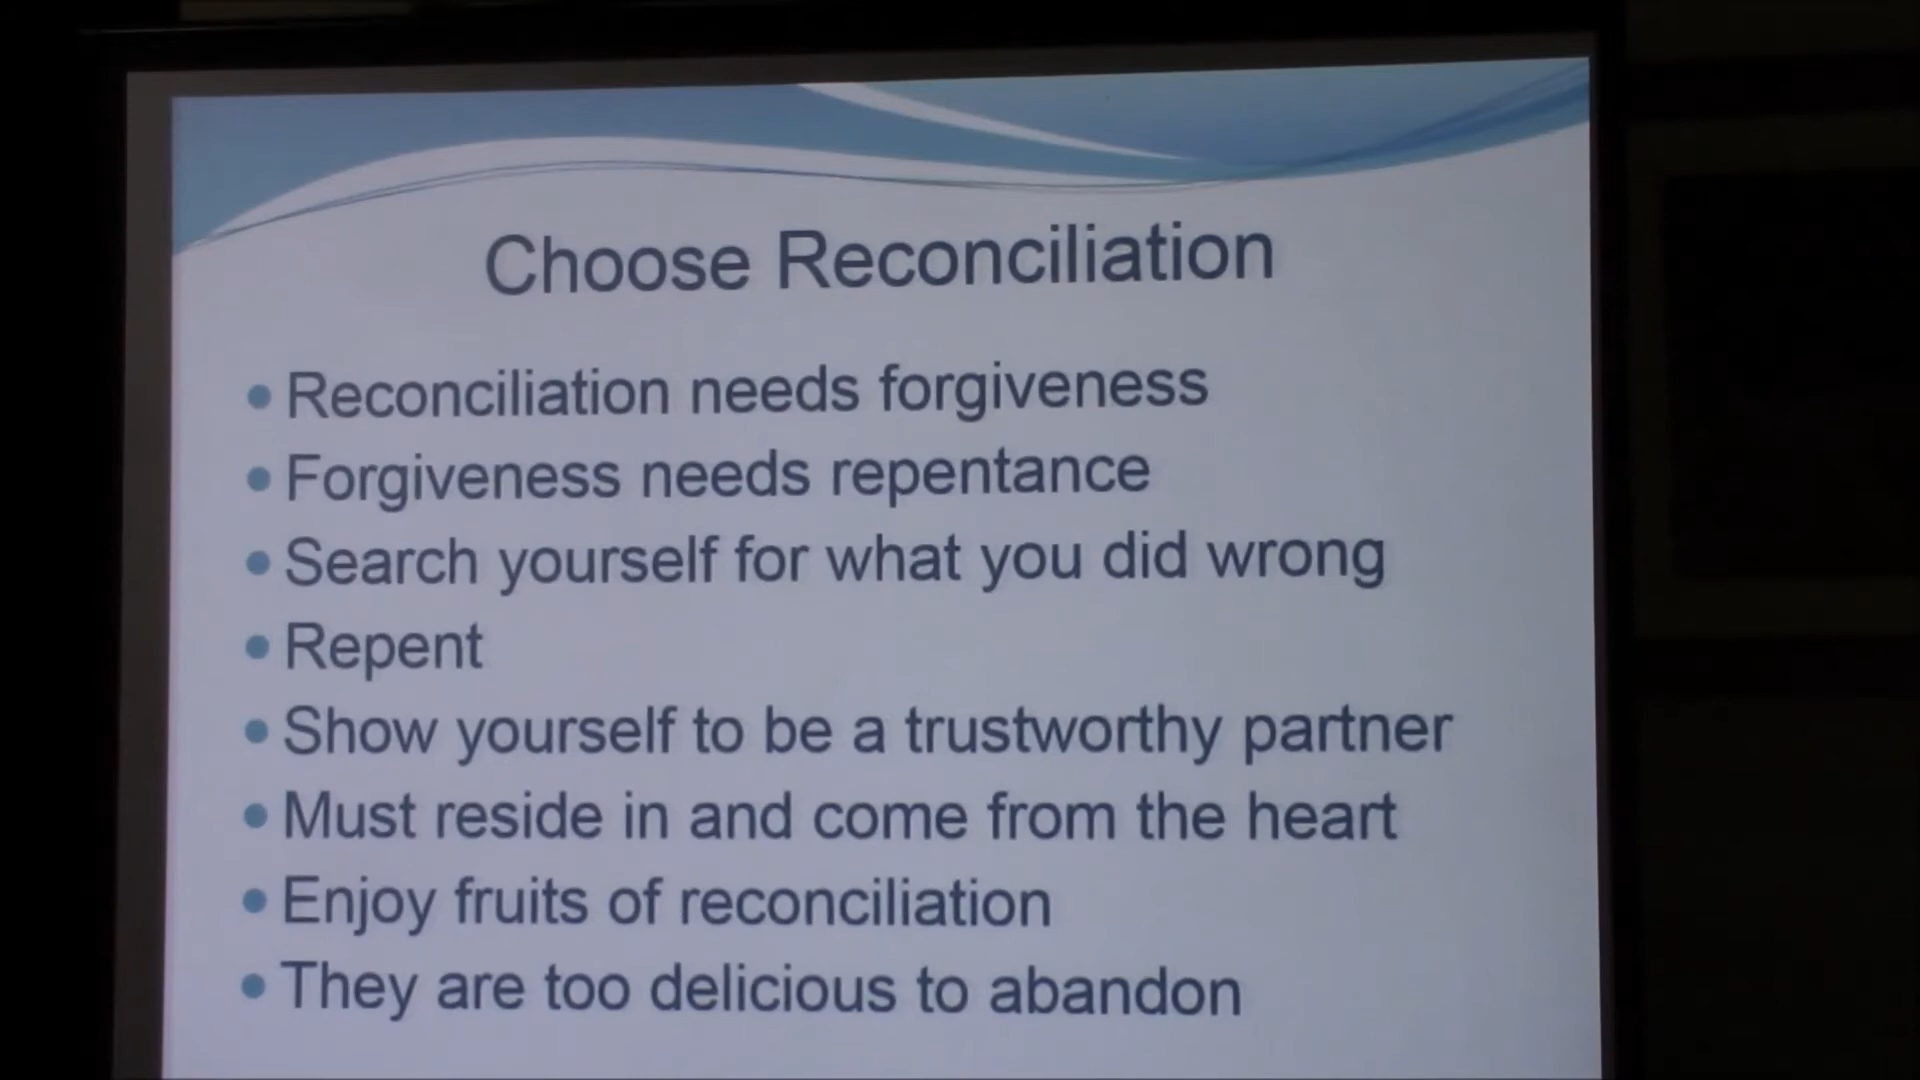 Choose Reconciliation
• Reconciliation needs forgiveness
• Forgiveness needs repentance
• Search yourself for what you did wrong
• Repent
• Show yourself to be a trustworthy partner
• Must reside in and come from the heart
• Enjoy fruits of reconciliation
• They are too delicious to abandon